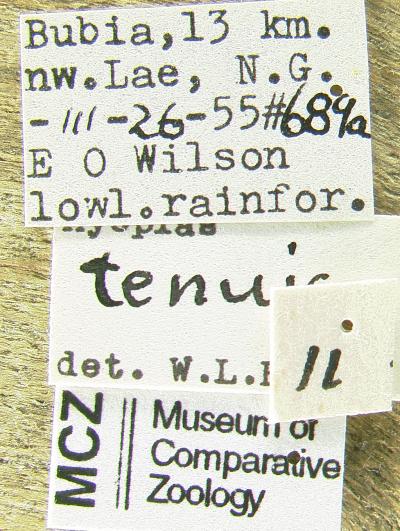 Bubia,13 km.
nw.Lae, N.G.
-III-26-55#689a
E O Wilson
lowl.rainfor.
tenuis
det. W.L.
11
MCZ
Museum of
Comparative
Zoology